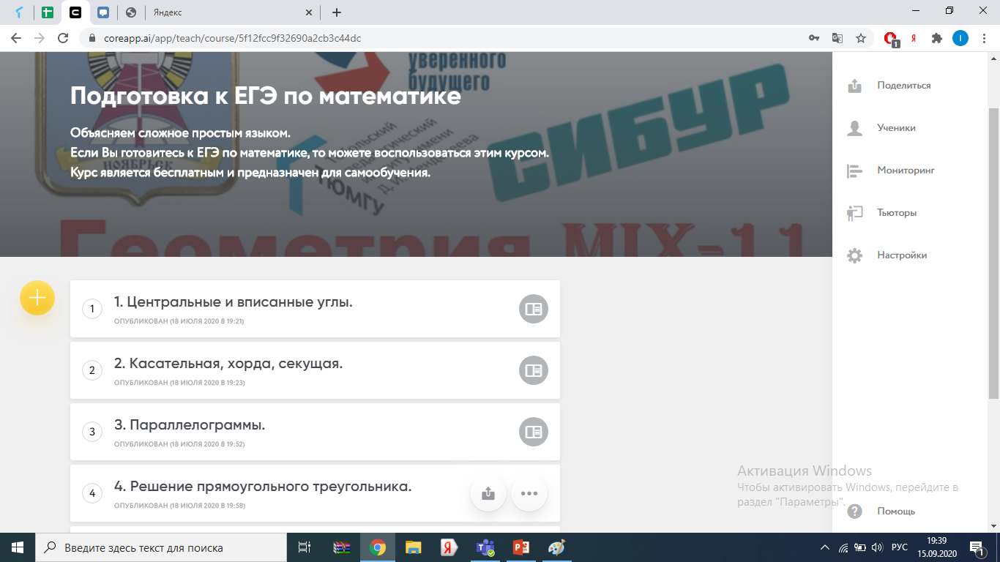 Яндекс
coreapp.ai/app/teach/course/5f12fcc9f32690a2cb3c44dc
1
Я
I
уверенного
будущего
Подготовка к ЕГЭ по математике
СИБУР
Объясняем сложное простым языком.
Если Вы готовитесь к ЕГЭ по математике, то можете воспользоваться этим курсом.
Курс является бесплатным и предназначен для самообучения.
НОЯБРЬСК
ТЮМГУ
Геометрия MIX-11
Поделиться
Ученики
Мониторинг
Тьюторы
Настройки
1
1. Центральные и вписанные углы.
ОПУБЛИКОВАН (18 ИЮЛЯ 2020 В 19:21)
2
2. Касательная, хорда, секущая.
ОПУБЛИКОВАН (18 ИЮЛЯ 2020 В 19:23)
3
3. Параллелограммы.
ОПУБЛИКОВАН (18 ИЮЛЯ 2020 В 19:52)
4
4. Решение прямоугольного треугольника.
ОПУБЛИКОВАН (18 ИЮЛЯ 2020 В 19:58)
Активация Windows
Чтобы активировать Windows, перейдите в
раздел "Параметры".
Помощь
Введите здесь текст для поиска
РУС
19:39
15.09.2020
1